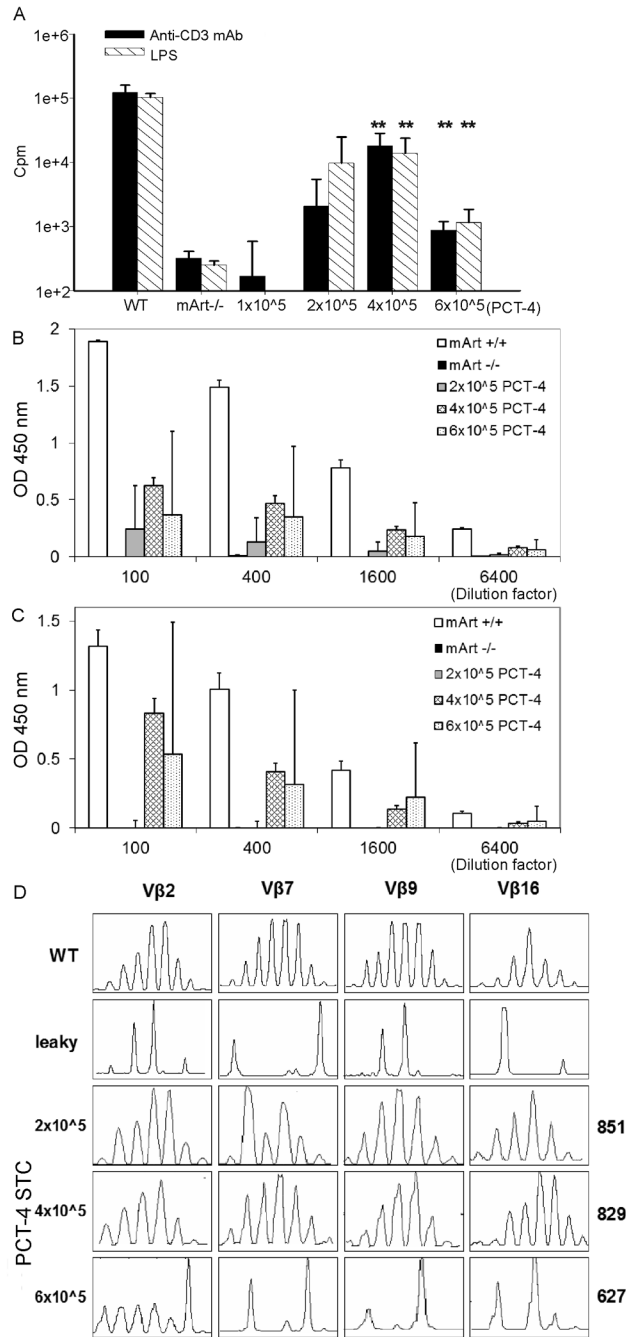 A
1e+6
1e+5
1e+4
1e+3
1e+2
Cpm
Anti-CD3 mAb
LPS
** ** ** **
WT mArt-/- 1x10^5 2x10^5 4x10^5 6x10^5 (PCT-4)
B
2
1.5
1
0.5
0
OD 450 nm
mArt +/+
mArt -/-
2x10^5 PCT-4
4x10^5 PCT-4
6x10^5 PCT-4
100 400 1600 6400
(Dilution factor)
C
1.5
1
0.5
0
OD 450 nm
mArt +/+
mArt -/-
2x10^5 PCT-4
4x10^5 PCT-4
6x10^5 PCT-4
100 400 1600 6400
(Dilution factor)
D
Vβ2 Vβ7 Vβ9 Vβ16
WT
leaky
PCT-4 STC
2x10^5 851
4x10^5 829
6x10^5 627